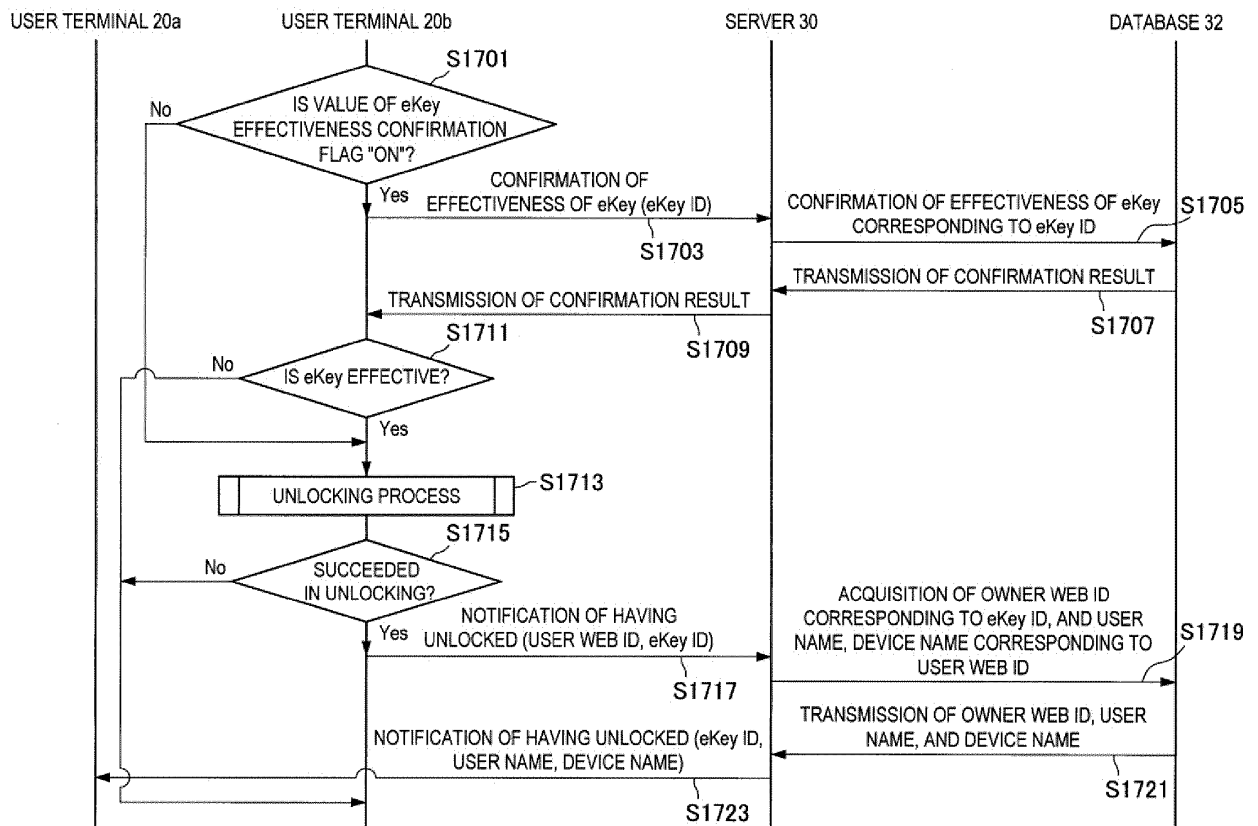 USER TERMINAL 20a
USER TERMINAL 20b
SERVER 30
DATABASE 32
S1701
No
IS VALUE OF eKey
EFFECTIVENESS CONFIRMATION
FLAG "ON"?
Yes
CONFIRMATION OF
EFFECTIVENESS OF eKey (eKey ID)
S1703
CONFIRMATION OF EFFECTIVENESS OF eKey
CORRESPONDING TO eKey ID
S1705
TRANSMISSION OF CONFIRMATION RESULT
S1707
TRANSMISSION OF CONFIRMATION RESULT
S1709
S1711
No
IS eKey EFFECTIVE?
Yes
UNLOCKING PROCESS
S1713
S1715
No
SUCCEEDED
IN UNLOCKING?
Yes
NOTIFICATION OF HAVING
UNLOCKED (USER WEB ID, eKey ID)
S1717
ACQUISITION OF OWNER WEB ID
CORRESPONDING TO eKey ID, AND USER
NAME, DEVICE NAME CORRESPONDING TO
USER WEB ID
S1719
TRANSMISSION OF OWNER WEB ID, USER
NAME, AND DEVICE NAME
S1721
NOTIFICATION OF HAVING UNLOCKED (eKey ID,
USER NAME, DEVICE NAME)
S1723